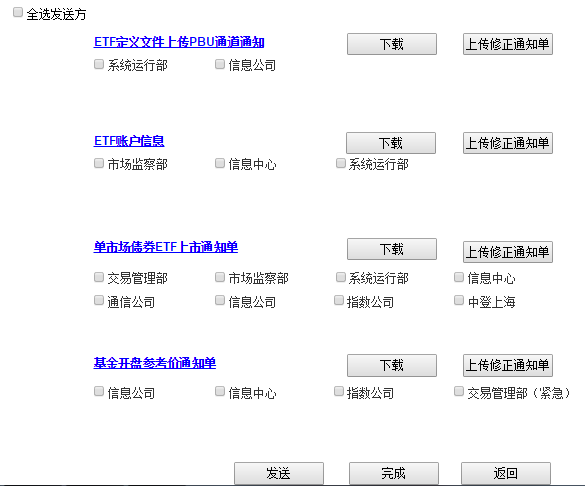 全选发送方
ETF定义文件上传PBU通道通知 下载 上传修正通知单
系统运行部 信息公司
ETF账户信息 下载 上传修正通知单
市场监察部 信息中心 系统运行部
单市场债券ETF上市通知单 下载 上传修正通知单
交易管理部 市场监察部 系统运行部 信息中心
通信公司 信息公司 指数公司 中登上海
基金开盘参考价通知单 下载 上传修正通知单
信息公司 信息中心 指数公司 交易管理部（紧急）
发送 完成 返回